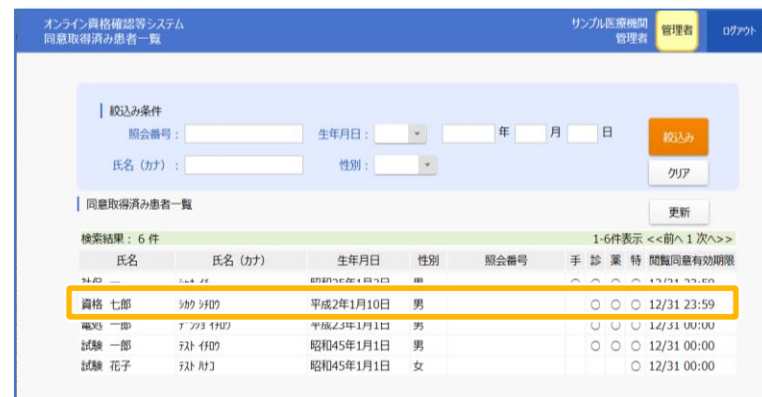 オンライン資格確認等システム
同意取得済み患者一覧
サンプル医療機関
管理者
管理者
ログアウト
絞込み条件
照会番号: 生年月日: 年 月 日 絞込み
氏名(カナ): 性別: クリア
同意取得済み患者一覧 更新
検索結果: 6 件 1-6件表示 <<前へ 1 次へ>>
氏名 氏名(カナ) 生年月日 性別 照会番号 手 診 薬 特 閲覧同意有効期限
資格 七郎 シカク シチロウ 平成2年1月10日 男 ○ ○ ○ 12/31 23:59
一郎 平成23年1月1日 男 ○ ○ ○ 12/31 00:00
試験 一郎 テスト イチロウ 昭和45年1月1日 男 ○ ○ ○ 12/31 00:00
試験 花子 テスト ハナコ 昭和45年1月1日 女 ○ 12/31 00:00